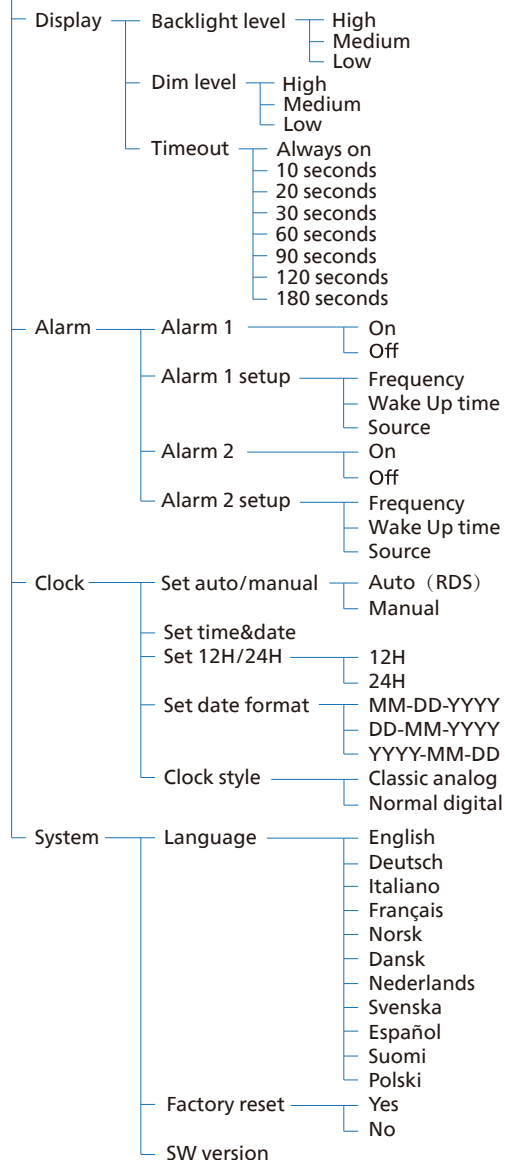 Display Backlight level High
Medium
Low
Dim level High
Medium
Low
Timeout Always on
10 seconds
20 seconds
30 seconds
60 seconds
90 seconds
120 seconds
180 seconds
Alarm Alarm 1 On
Off
Alarm 1 setup Frequency
Wake Up time
Source
Alarm 2 On
Off
Alarm 2 setup Frequency
Wake Up time
Source
Clock Set auto/manual Auto（RDS）
Manual
Set time&date
Set 12H/24H 12H
24H
Set date format MM-DD-YYYY
DD-MM-YYYY
YYYY-MM-DD
Clock style Classic analog
Normal digital
System Language English
Deutsch
Italiano
Français
Norsk
Dansk
Nederlands
Svenska
Español
Suomi
Polski
Factory reset Yes
No
SW version